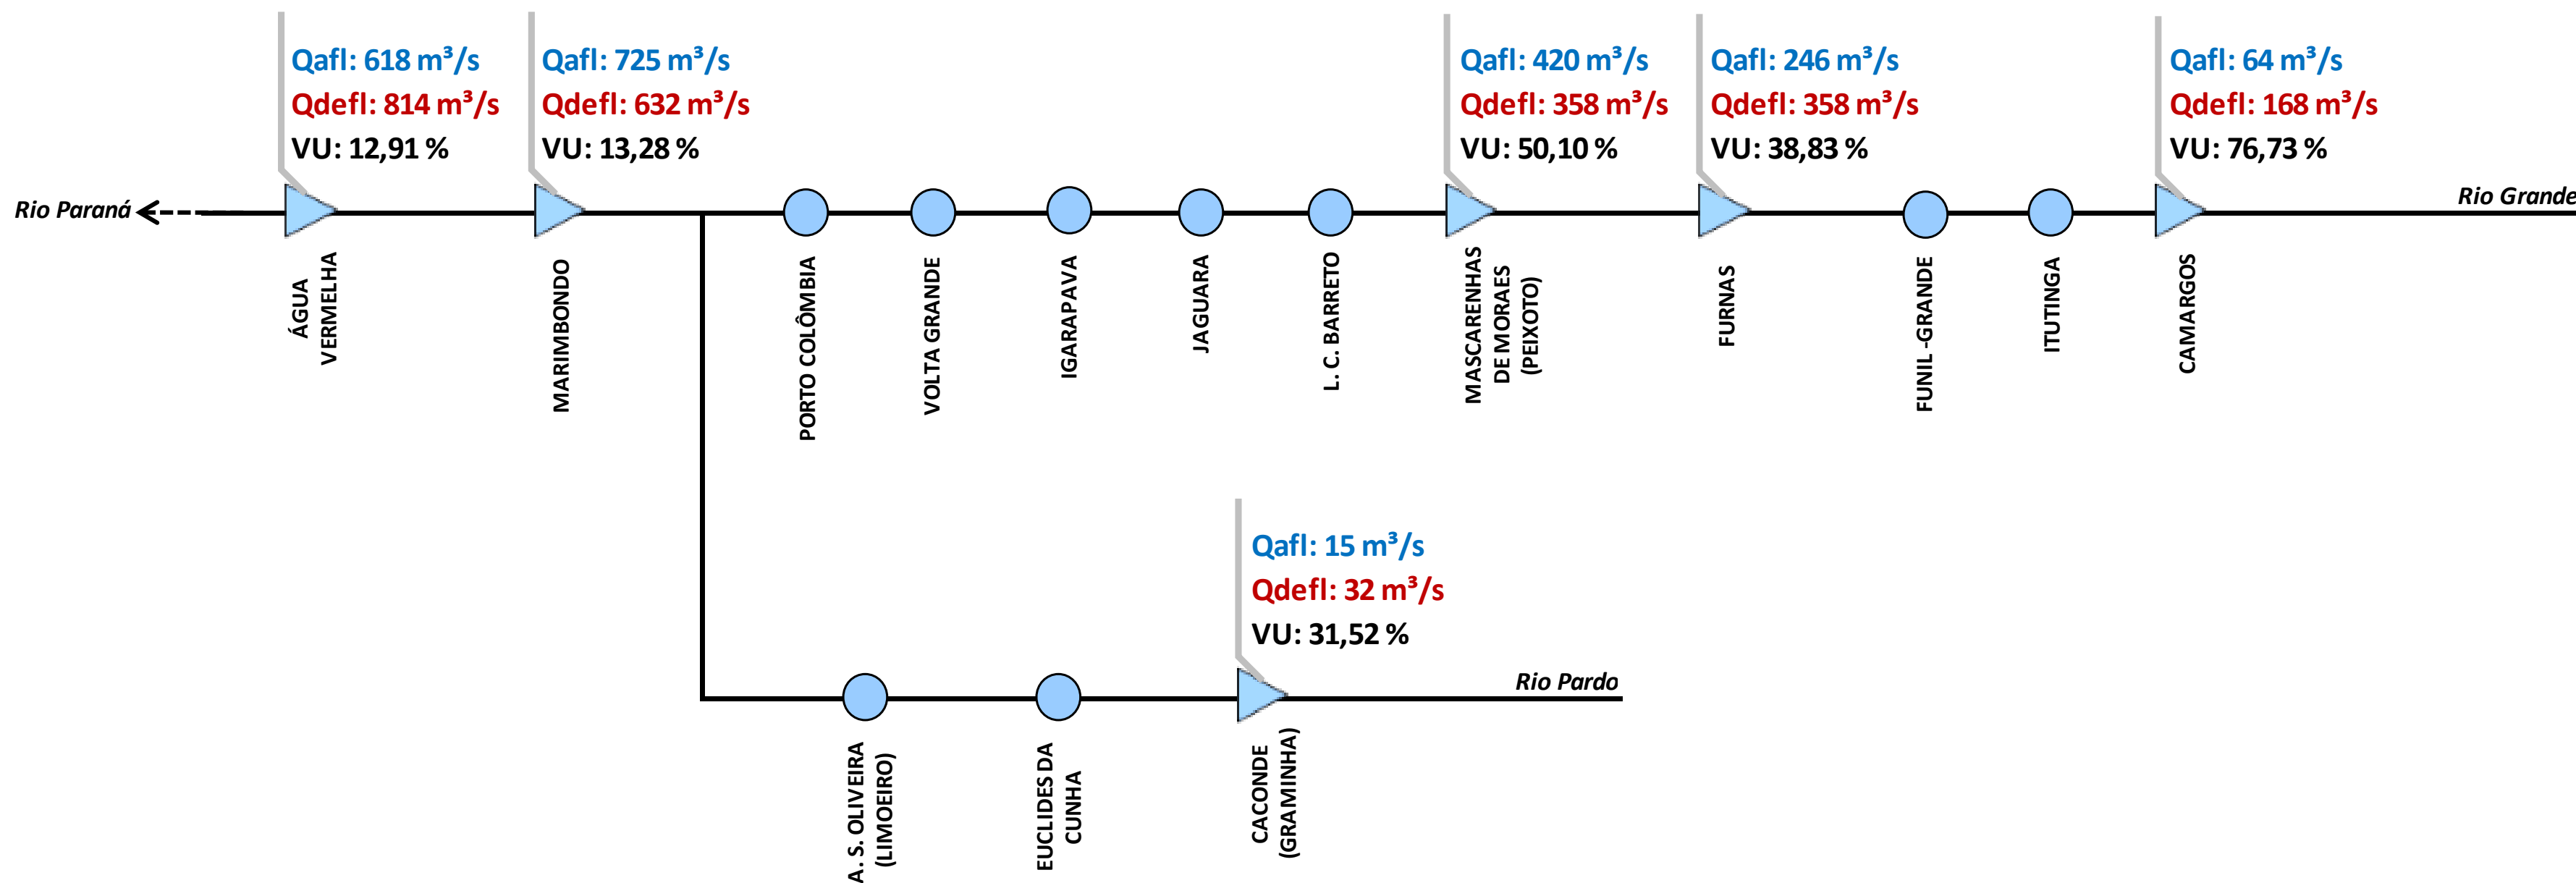 Qafl: 618 m³/s
Qdefl: 814 m³/s
VU: 12,91 %
Qafl: 725 m³/s
Qdefl: 632 m³/s
VU: 13,28 %
Qafl: 420 m³/s
Qdefl: 358 m³/s
VU: 50,10 %
Qafl: 246 m³/s
Qdefl: 358 m³/s
VU: 38,83 %
Qafl: 64 m³/s
Qdefl: 168 m³/s
VU: 76,73 %
Rio Paraná
Rio Grande
ÁGUA
VERMELHA
MARIMBONDO
PORTO COLÔMBIA
VOLTA GRANDE
IGARAPAVA
JAGUARA
L. C. BARRETO
MASCARENHAS
DE MORAES
(PEIXOTO)
FURNAS
FUNIL -GRANDE
ITUTINGA
CAMARGOS
Qafl: 15 m³/s
Qdefl: 32 m³/s
VU: 31,52 %
Rio Pardo
A. S. OLIVEIRA
(LIMOEIRO)
EUCLIDES DA
CUNHA
CACONDE
(GRAMINHA)